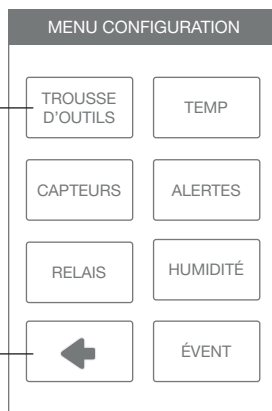 MENU CONFIGURATION
TROUSSE
D'OUTILS
TEMP
CAPTEURS
ALERTES
RELAIS
HUMIDITÉ
ÉVENT